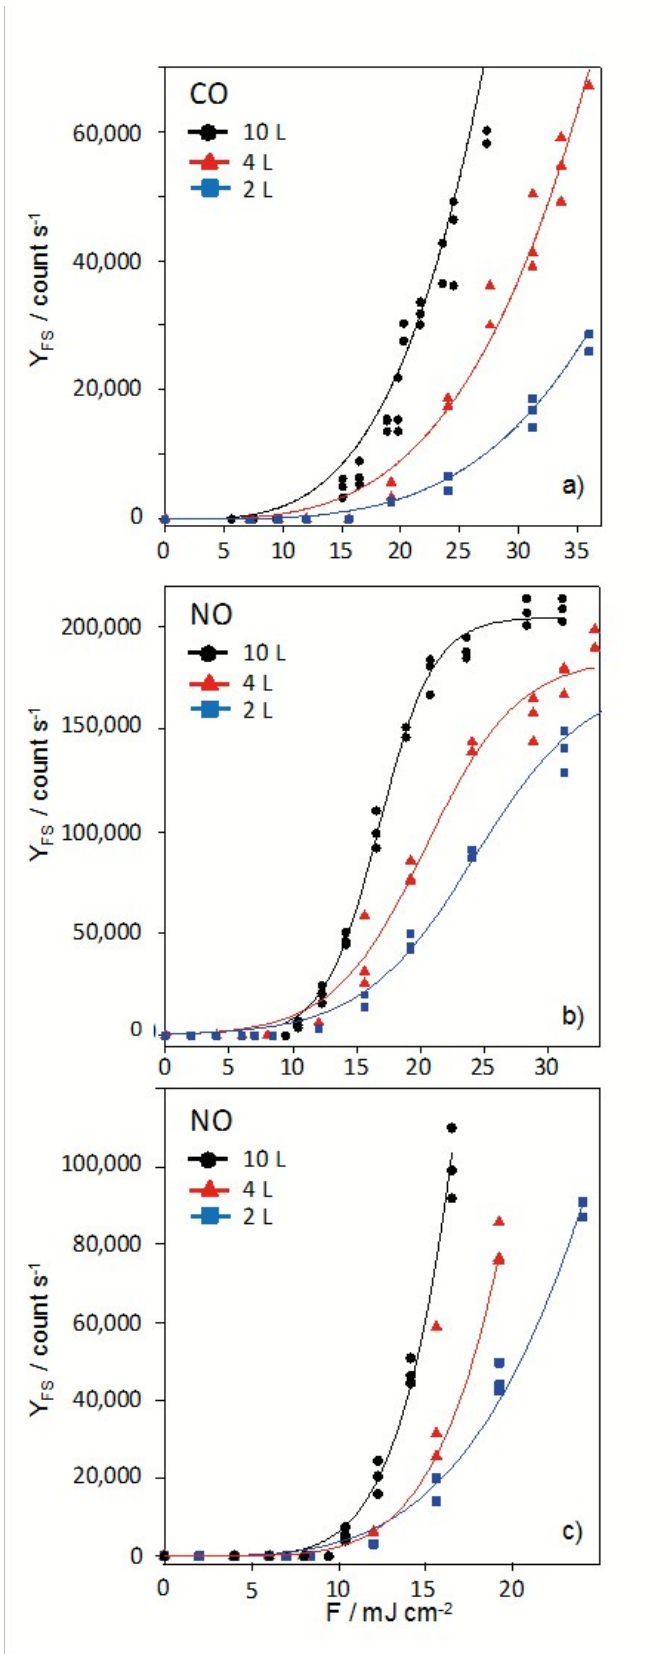 CO
10 L
4 L
2 L
60,000
40,000
20,000
0
Y_FS / count s⁻¹
a)
0 5 10 15 20 25 30 35
NO
10 L
4 L
2 L
200,000
150,000
100,000
50,000
0
Y_FS / count s⁻¹
b)
0 5 10 15 20 25 30
NO
10 L
4 L
2 L
100,000
80,000
60,000
40,000
20,000
0
Y_FS / count s⁻¹
c)
0 5 10 15 20
F / mJ cm⁻²